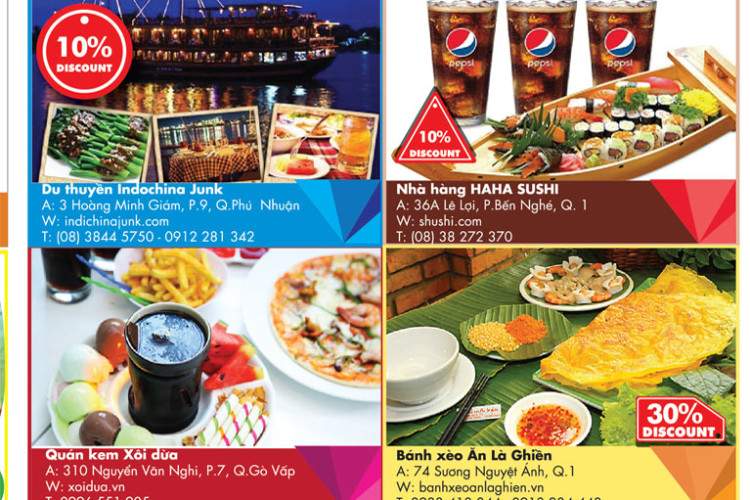 10%
DISCOUNT
Du thuyền Indochina Junk
A: 3 Hoàng Minh Giám, P.9, Q.Phú Nhuận
W: indichinajunk.com
T: (08) 3844 5750 - 0912 281 342
pepsi
pepsi
pepsi
10%
DISCOUNT
Nhà hàng HAHA SUSHI
A: 36A Lê Lợi, P.Bến Nghé, Q. 1
W: shushi.com
T: (08) 38 272 370
Quán kem Xôi dừa
A: 310 Nguyễn Văn Nghi, P.7, Q.Gò Vấp
W: xoidua.vn
30%
DISCOUNT
Bánh xèo Ăn Là Ghiền
A: 74 Sương Nguyệt Ánh, Q.1
W: banhxeoanlaghien.vn